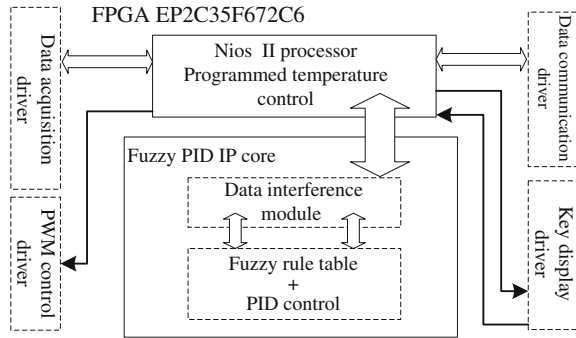 FPGA EP2C35F672C6
Data acquisition
driver
Nios II processor
Programmed temperature
control
Data communication
driver
Fuzzy PID IP core
Data interference
module
Fuzzy rule table
+
PID control
PWM control
driver
Key display
driver